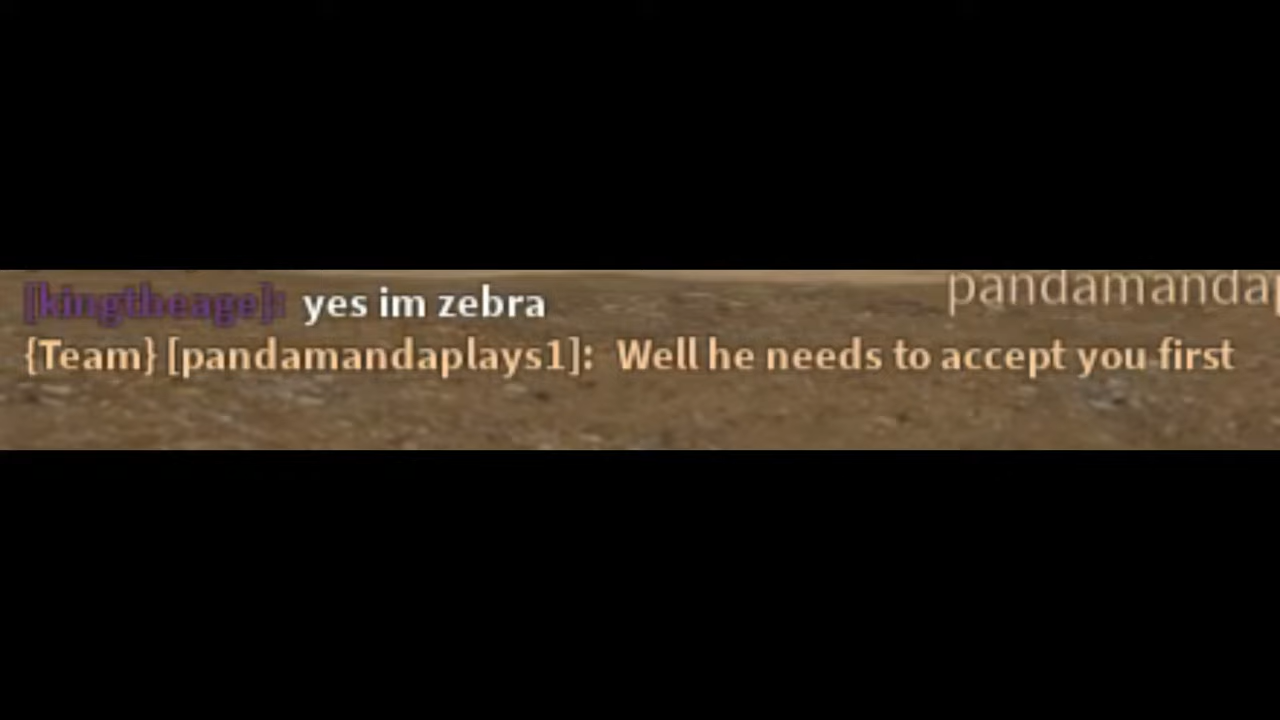 pandamandap
[kingtheage]: yes im zebra
{Team} [pandamandaplays1]: Well he needs to accept you first